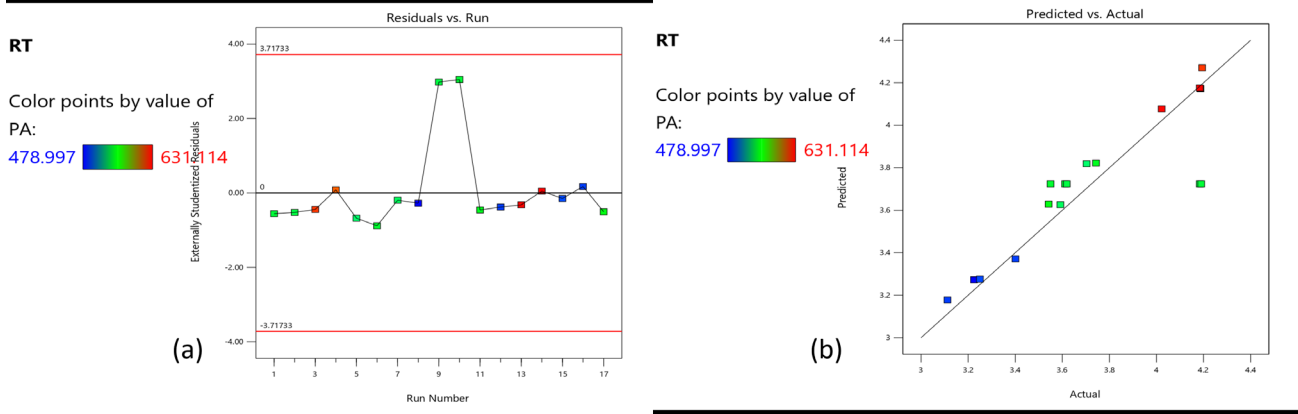 Residuals vs. Run
RT
Color points by value of
PA:
478.997 631.114
Externally Studentized Residuals
4.00
2.00
0.00
-2.00
-4.00
3.71733
0
-3.71733
1 3 5 7 9 11 13 15 17
Run Number
(a)
Predicted vs. Actual
RT
Color points by value of
PA:
478.997 631.114
Predicted
4.4
4.2
4
3.8
3.6
3.4
3.2
3
3 3.2 3.4 3.6 3.8 4 4.2 4.4
Actual
(b)